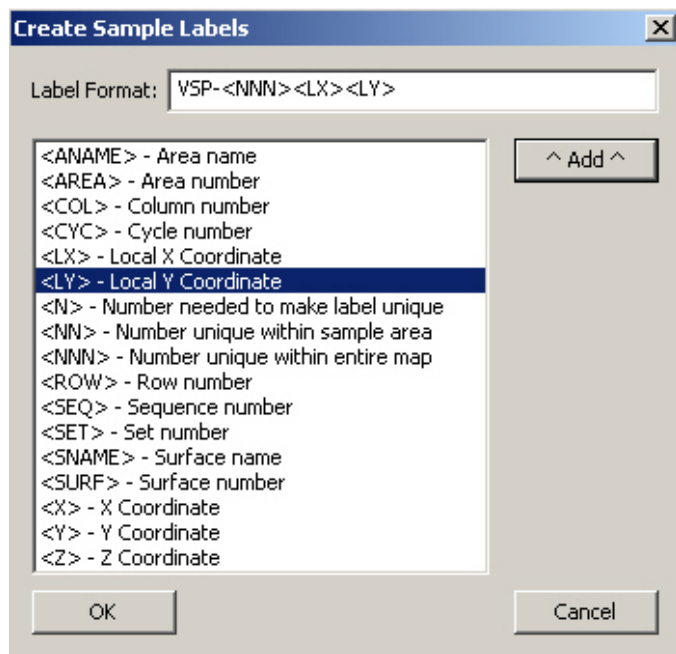 Create Sample Labels
Label Format: VSP-<NNN><LX><LY>
<ANAME> - Area name
<AREA> - Area number
<COL> - Column number
<CYC> - Cycle number
<LX> - Local X Coordinate
<LY> - Local Y Coordinate
<N> - Number needed to make label unique
<NN> - Number unique within sample area
<NNN> - Number unique within entire map
<ROW> - Row number
<SEQ> - Sequence number
<SET> - Set number
<SNAME> - Surface name
<SURF> - Surface number
<X> - X Coordinate
<Y> - Y Coordinate
<Z> - Z Coordinate
^ Add ^
OK
Cancel